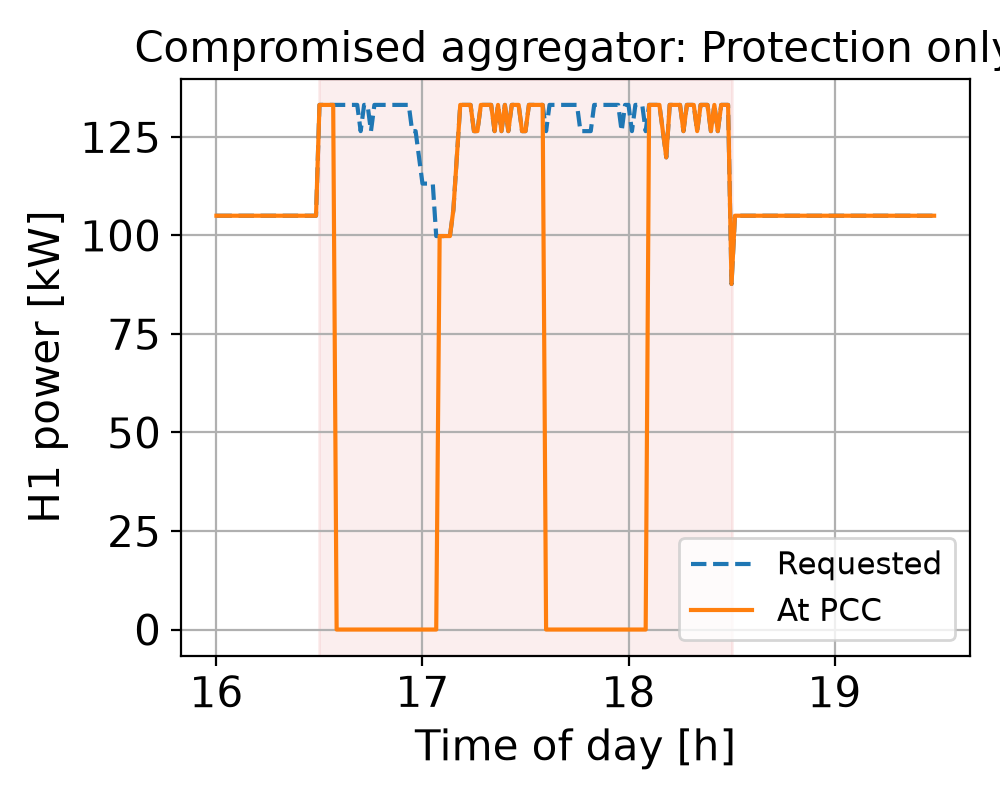 Compromised aggregator: Protection only
H1 power [kW]
125
100
75
50
25
0
16 17 18 19
Time of day [h]
Requested
At PCC